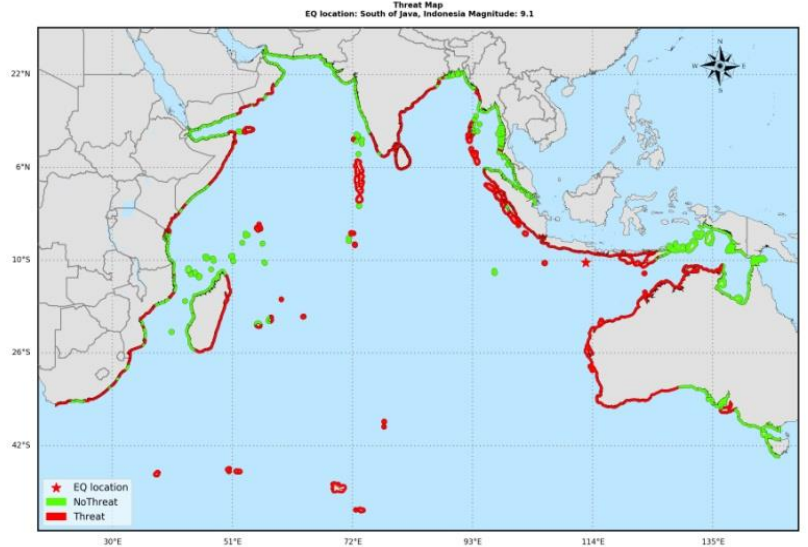 Threat Map
EQ location: South of Java, Indonesia Magnitude: 9.1
N
W E
S
22°N
6°N
10°S
26°S
42°S
EQ location
NoThreat
Threat
30°E 51°E 72°E 93°E 114°E 135°E